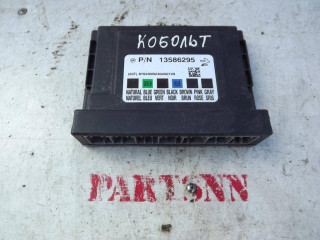 КОБОЛЬТ
P/N 13586295
NATURAL BLUE GREEN BLACK BROWN PINK GRAY
NATUREL BLEU VERT NOIR BRUN ROSE GRIS
PARTSNN